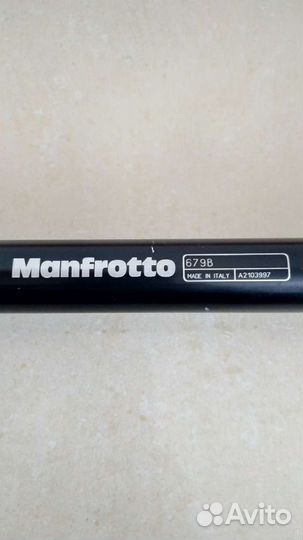 Manfrotto
679B
MADE IN ITALY A2103997
Avito